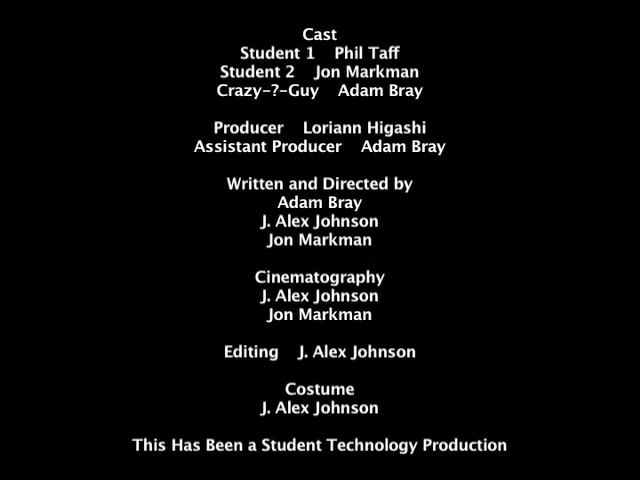 Cast
Student 1 Phil Taff
Student 2 Jon Markman
Crazy-?-Guy Adam Bray
Producer Loriann Higashi
Assistant Producer Adam Bray
Written and Directed by
Adam Bray
J. Alex Johnson
Jon Markman
Cinematography
J. Alex Johnson
Jon Markman
Editing J. Alex Johnson
Costume
J. Alex Johnson
This Has Been a Student Technology Production